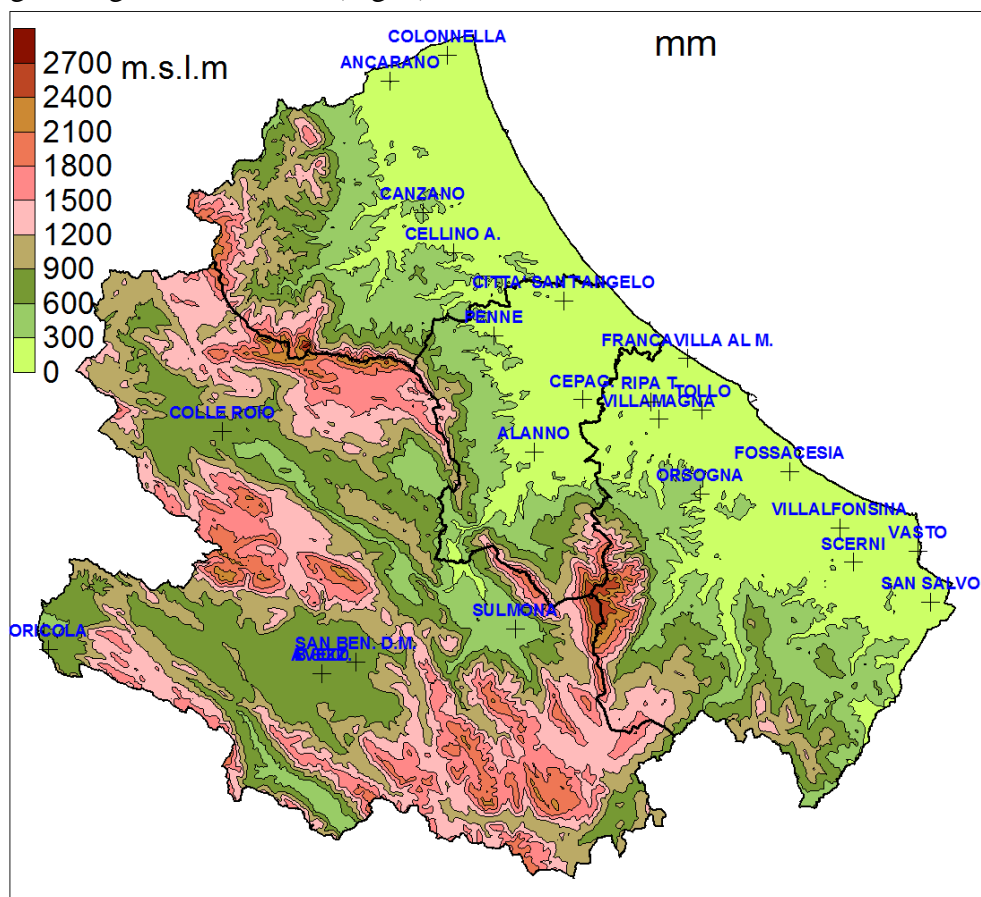 COLONNELLA
mm
2700 m.s.l.m
ANCARANO
2400
2100
1800
1500
CANZANO
1200
CELLINO A.
900
600
CITTA' SANT'ANGELO
300
PENNE
0
FRANCAVILLA AL M.
CEPAG.
RIPA T.
TOLLO
VILLAMAGNA
COLLE ROIO
ALANNO
FOSSACESIA
ORSOGNA
VILLALFONSINA
VASTO
SCERNI
SAN SALVO
SULMONA
ORICOLA
SAN BEN. D.M.